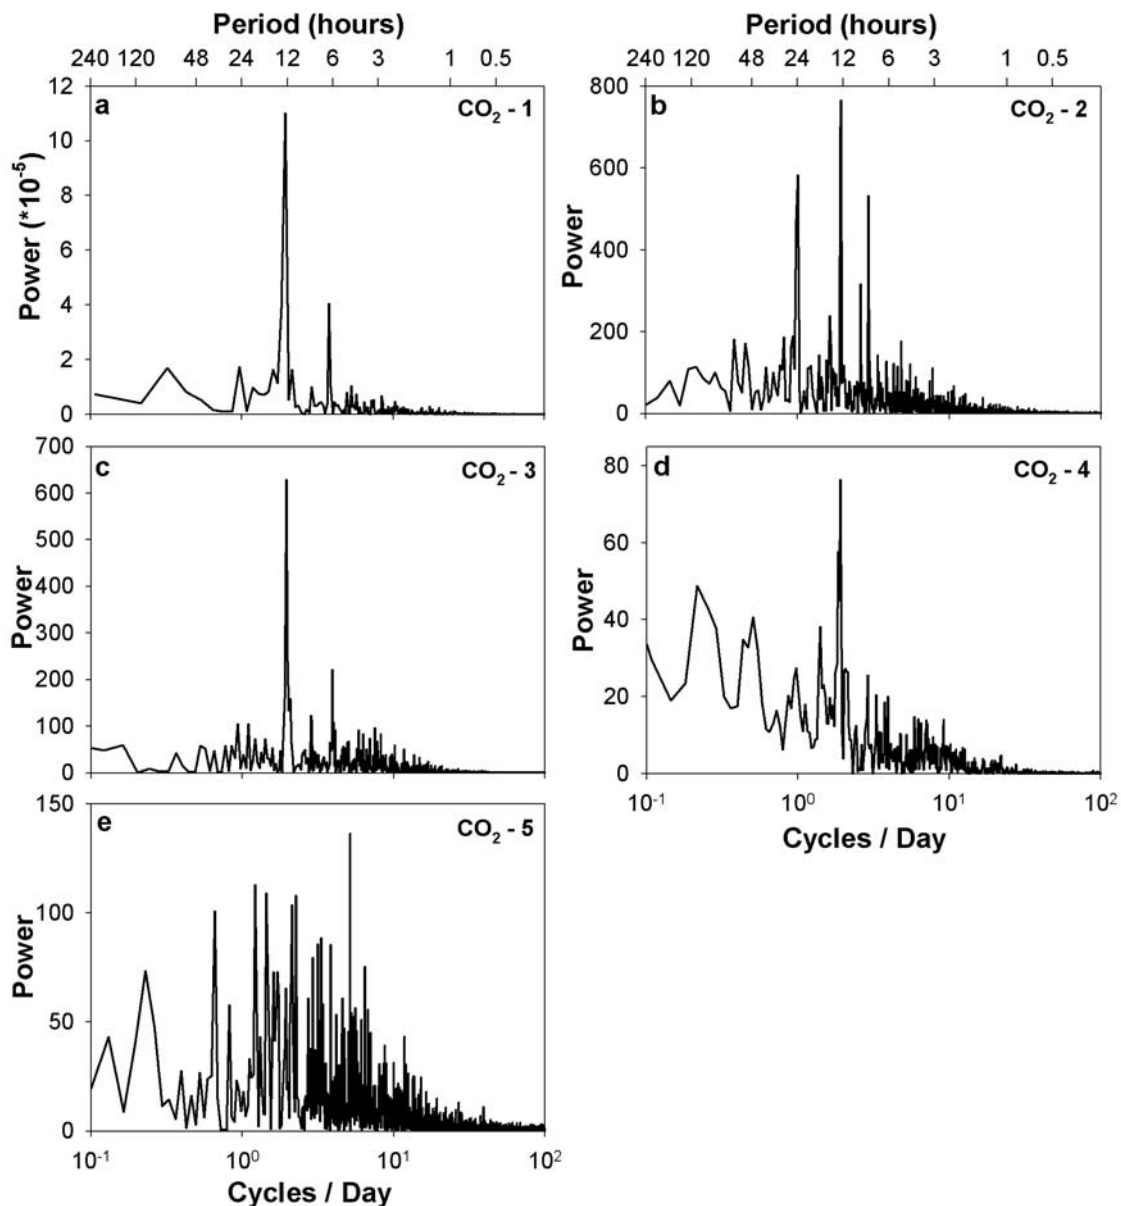 Period (hours)
240 120 48 24 12 6 3 1 0.5
Period (hours)
240 120 48 24 12 6 3 1 0.5
a
CO₂ - 1
12
10
8
6
4
2
0
Power (*10⁻⁵)
b
CO₂ - 2
800
600
400
200
0
Power
c
CO₂ - 3
700
600
500
400
300
200
100
0
Power
d
CO₂ - 4
80
60
40
20
0
Power
10⁻¹ 10⁰ 10¹ 10²
Cycles / Day
e
CO₂ - 5
150
100
50
0
Power
10⁻¹ 10⁰ 10¹ 10²
Cycles / Day